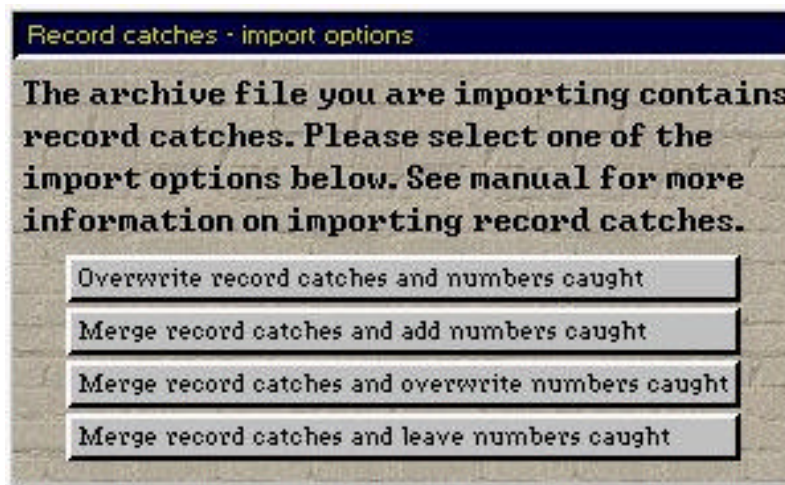 Record catches - import options
The archive file you are importing contains
record catches. Please select one of the
import options below. See manual for more
information on importing record catches.
Overwrite record catches and numbers caught
Merge record catches and add numbers caught
Merge record catches and overwrite numbers caught
Merge record catches and leave numbers caught